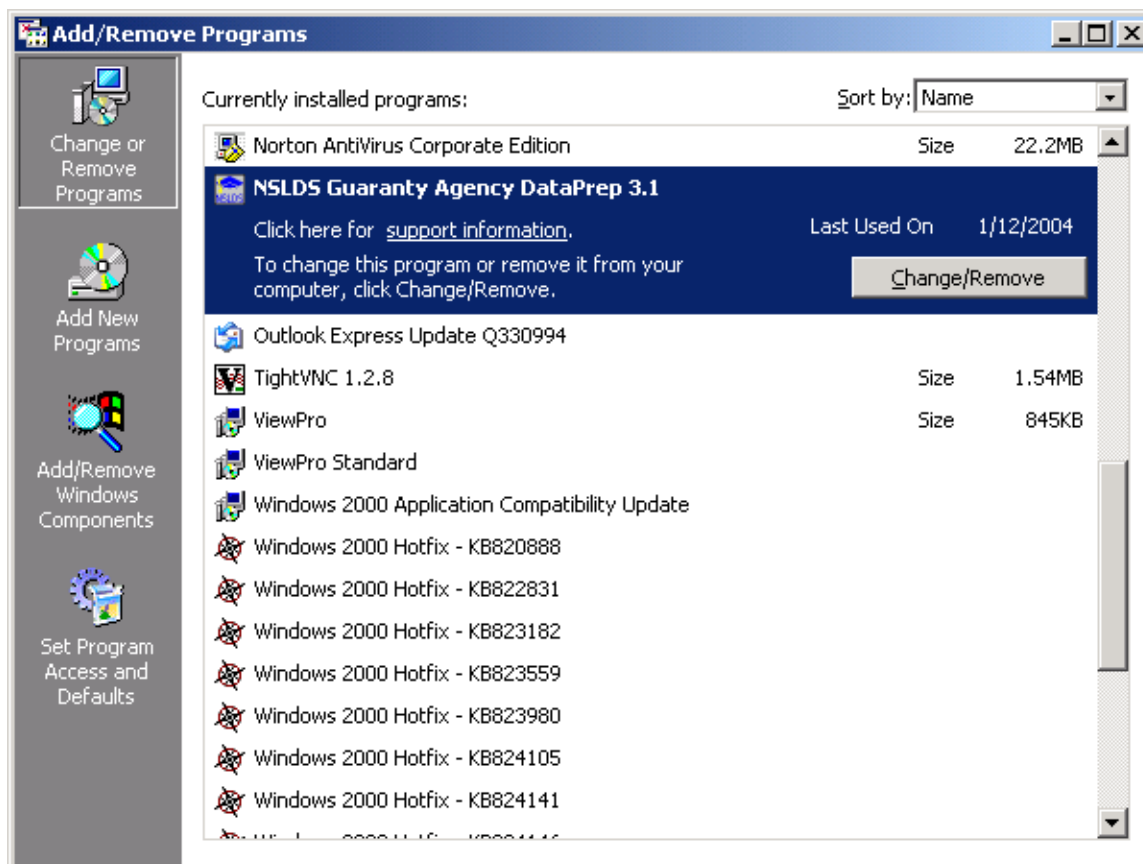 Add/Remove Programs
Change or
Remove
Programs
Add New
Programs
Add/Remove
Windows
Components
Set Program
Access and
Defaults
Currently installed programs:
Sort by: Name
Norton AntiVirus Corporate Edition Size 22.2MB
NSLDS Guaranty Agency DataPrep 3.1
Click here for support information. Last Used On 1/12/2004
To change this program or remove it from your
computer, click Change/Remove.
Change/Remove
Outlook Express Update Q330994
TightVNC 1.2.8 Size 1.54MB
ViewPro Size 845KB
ViewPro Standard
Windows 2000 Application Compatibility Update
Windows 2000 Hotfix - KB820888
Windows 2000 Hotfix - KB822831
Windows 2000 Hotfix - KB823182
Windows 2000 Hotfix - KB823559
Windows 2000 Hotfix - KB823980
Windows 2000 Hotfix - KB824105
Windows 2000 Hotfix - KB824141